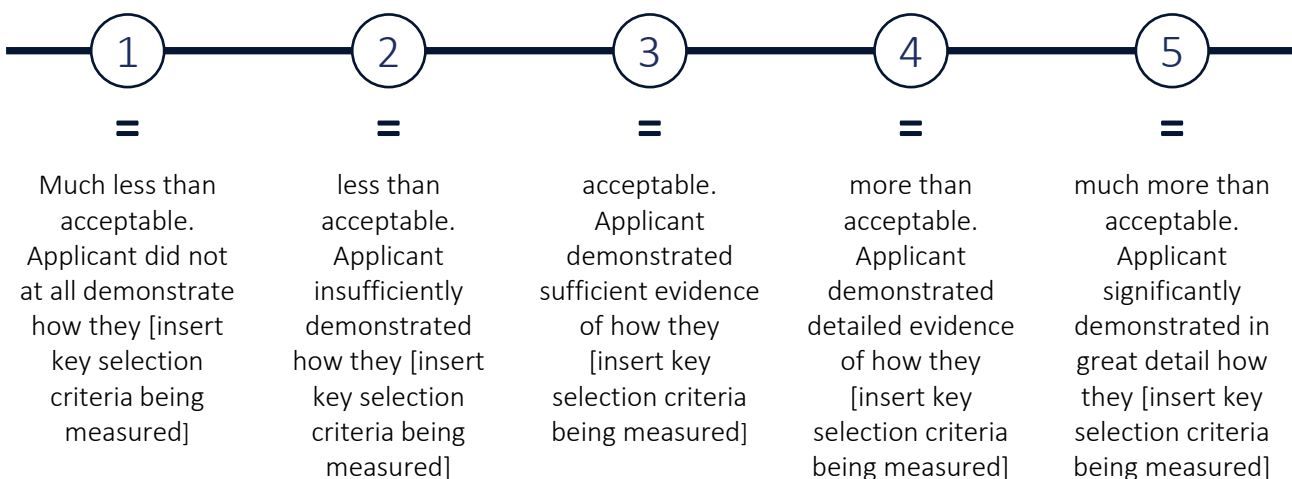 1
2
3
4
5
=
=
=
=
=
Much less than
acceptable.
Applicant did not
at all demonstrate
how they [insert
key selection
criteria being
measured]
less than
acceptable.
Applicant
insufficiently
demonstrated
how they [insert
key selection
criteria being
measured]
acceptable.
Applicant
demonstrated
sufficient evidence
of how they
[insert key
selection criteria
being measured]
more than
acceptable.
Applicant
demonstrated
detailed evidence
of how they
[insert key
selection criteria
being measured]
much more than
acceptable.
Applicant
significantly
demonstrated in
great detail how
they [insert key
selection criteria
being measured]